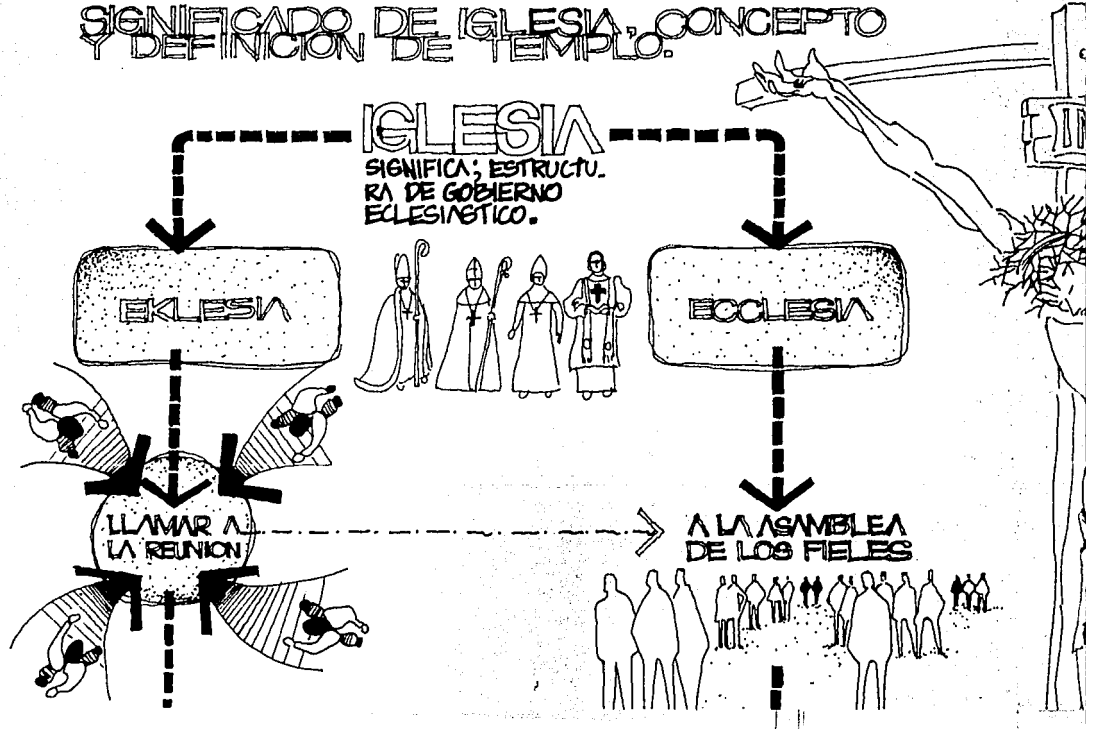 SIGNIFICADO DE IGLESIA, CONCEPTO
Y DEFINICION DE TEMPLO.
IGLESIA
SIGNIFICA; ESTRUCTU-
RA DE GOBIERNO
ECLESIASTICO.
EKLESIA
ECCLESIA
LLAMAR A
LA REUNION
A LA ASAMBLEA
DE LOS FIELES